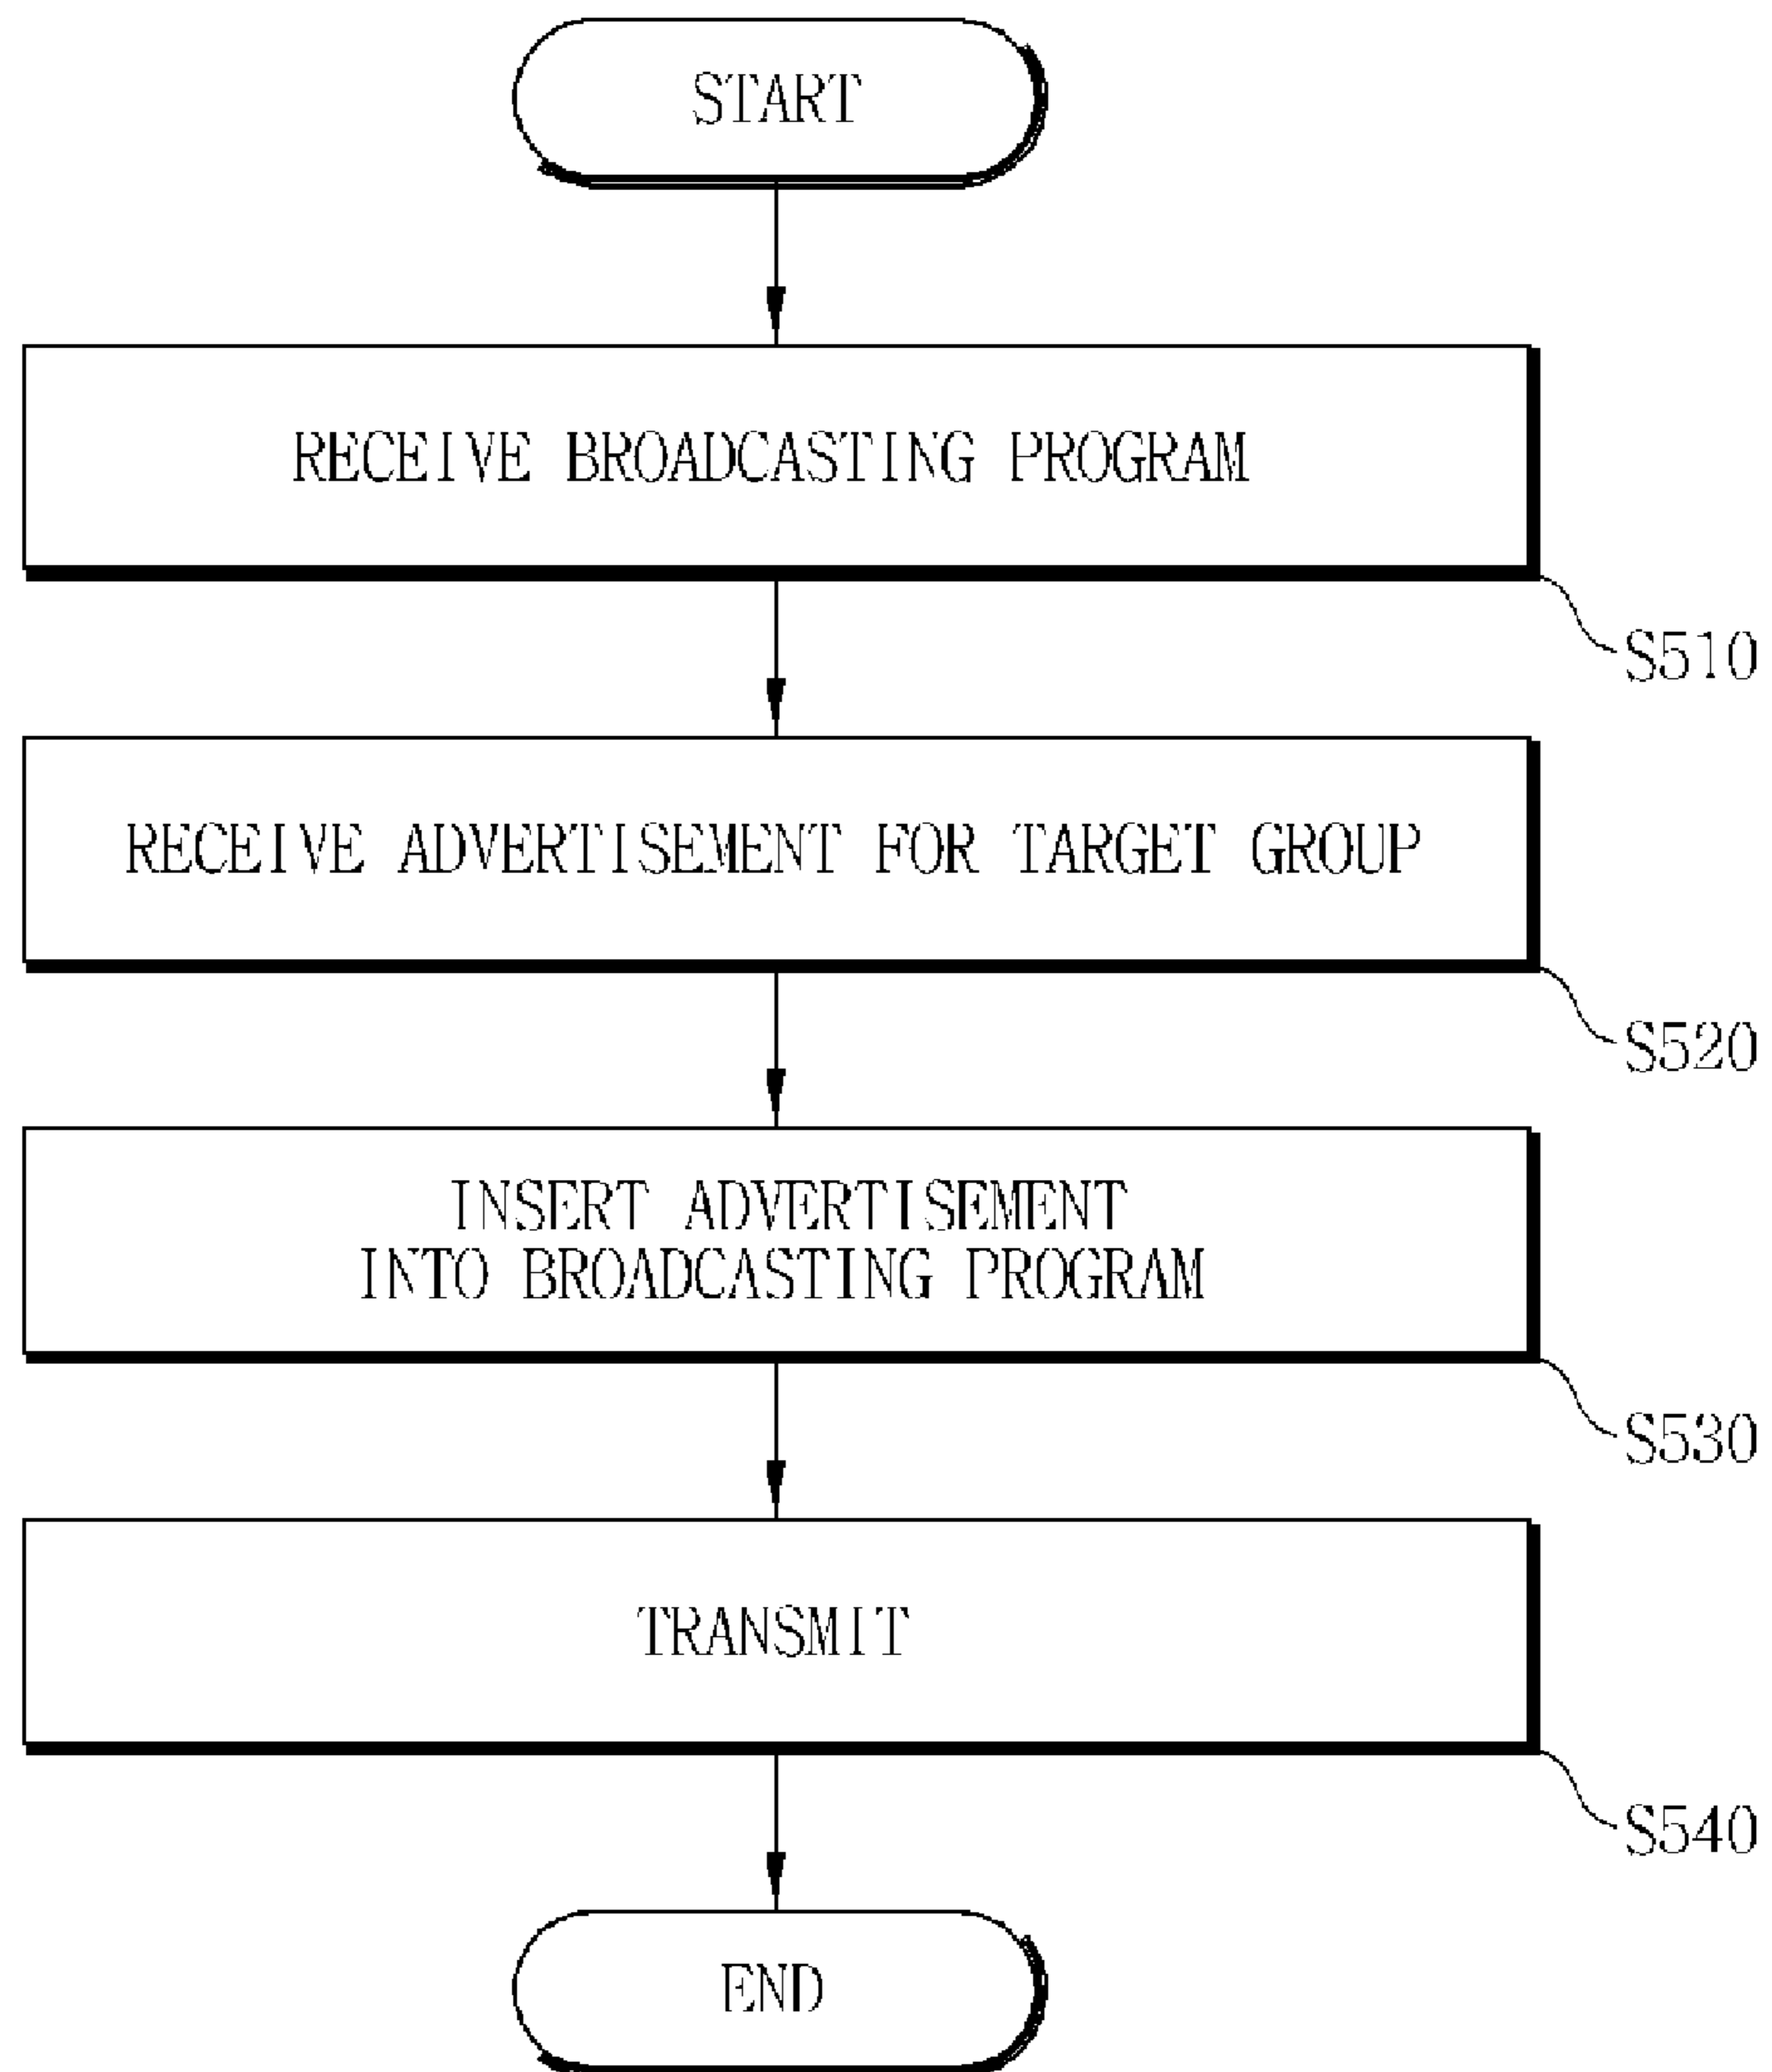 START
RECEIVE BROADCASTING PROGRAM
S510
RECEIVE ADVERTISEMENT FOR TARGET GROUP
S520
INSERT ADVERTISEMENT
INTO BROADCASTING PROGRAM
S530
TRANSMIT
S540
END